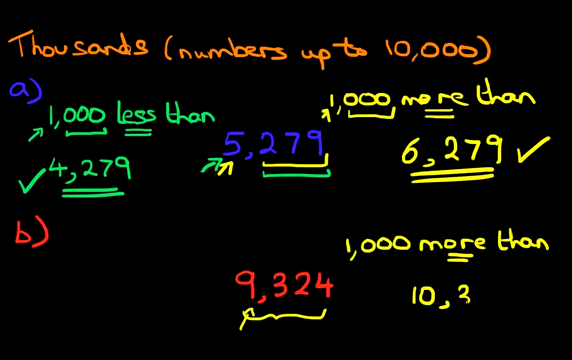 Thousands (numbers up to 10,000)
a)
1,000 less than
1,000 more than
4,279
5,279
6,279
b)
1,000 more than
9,324
10,3